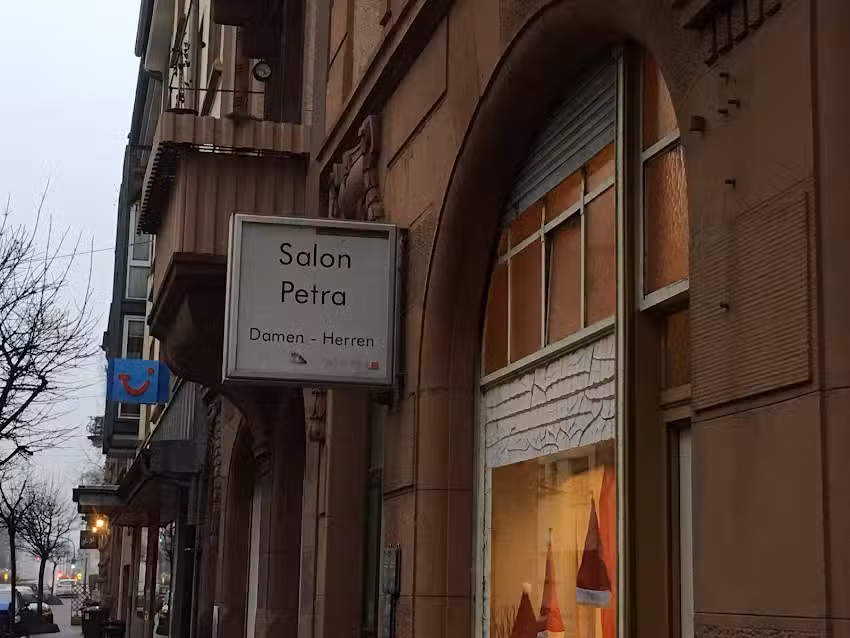 Salon
Petra
Damen - Herren